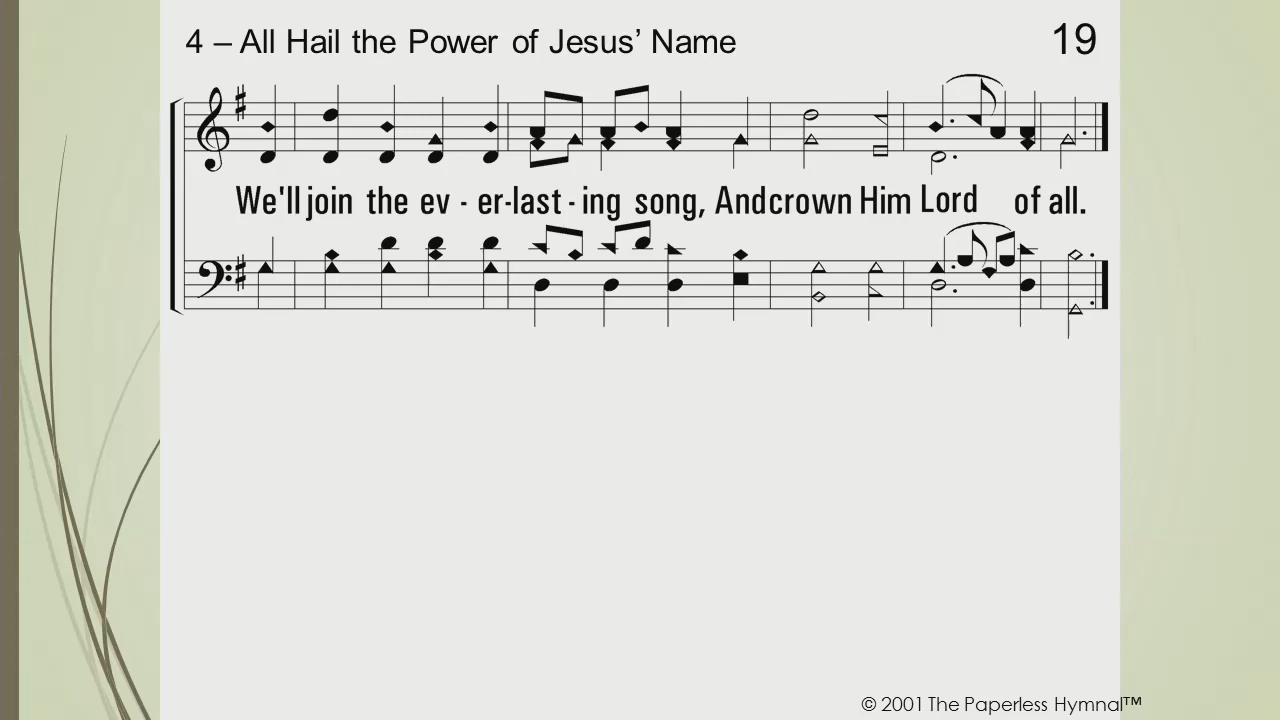 4 – All Hail the Power of Jesus’ Name
19
We'll join the ev - er-last - ing song, Andcrown Him Lord of all.
© 2001 The Paperless Hymnal™